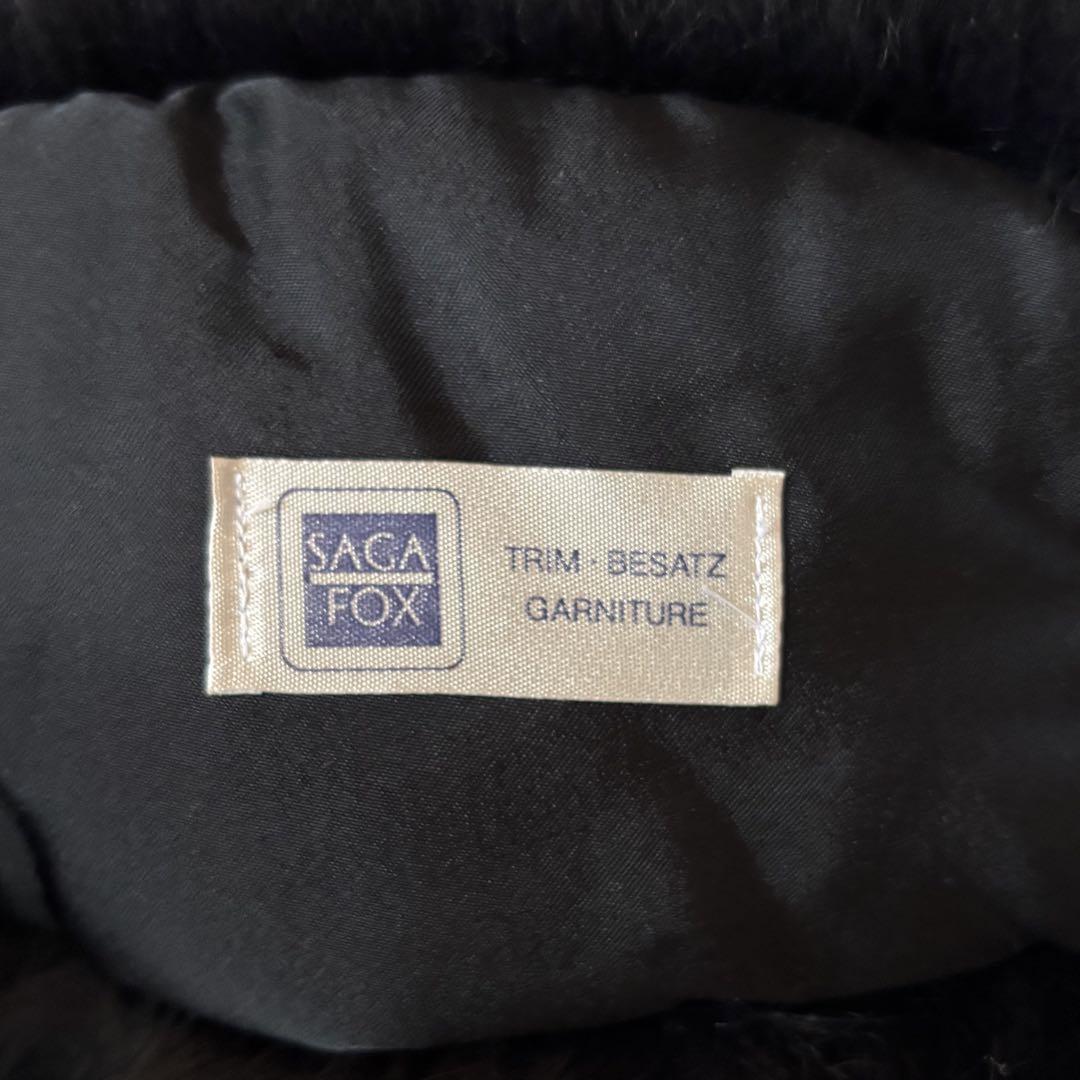 SAGA
FOX
TRIM · BESATZ
GARNITURE